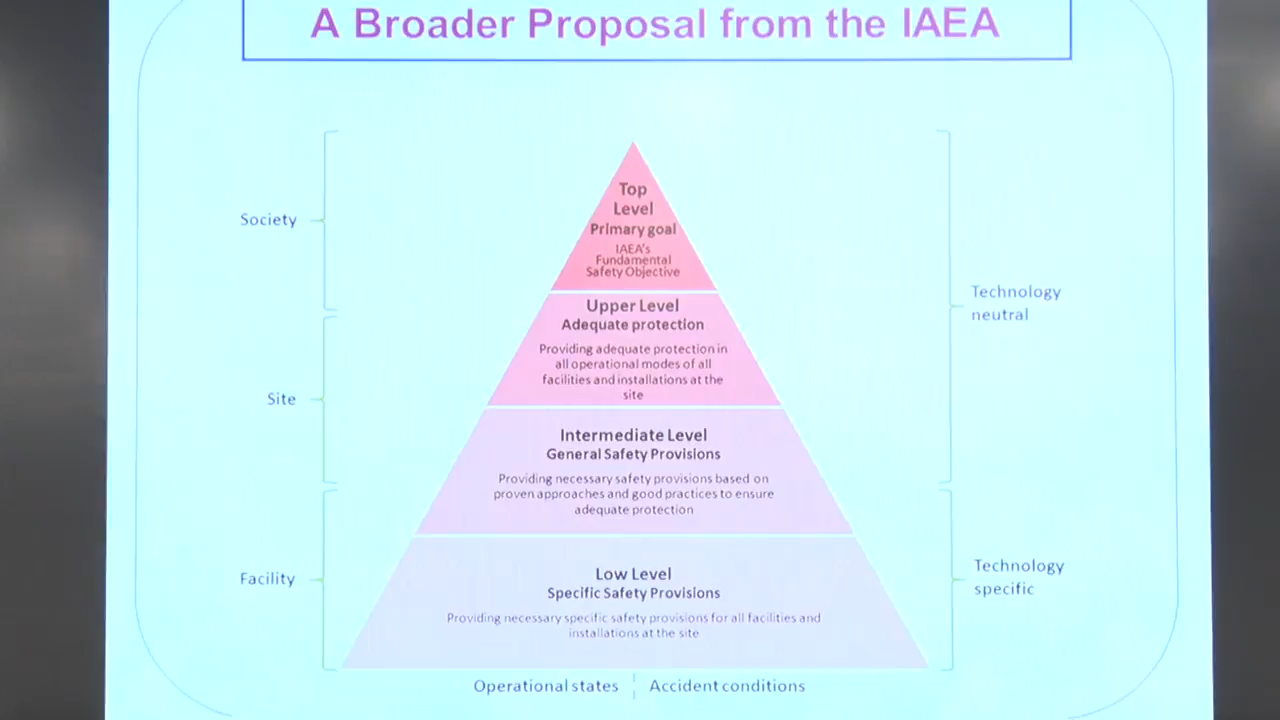 A Broader Proposal from the IAEA
Society
Site
Facility
Top
Level
Primary goal
IAEA's
Fundamental
Safety Objective
Upper Level
Adequate protection
Providing adequate protection in
all operational modes of all
facilities and installations at the
site
Intermediate Level
General Safety Provisions
Providing necessary safety provisions based on
proven approaches and good practices to ensure
adequate protection
Low Level
Specific Safety Provisions
Providing necessary specific safety provisions for all facilities and
installations at the site
Technology
neutral
Technology
specific
Operational states
Accident conditions